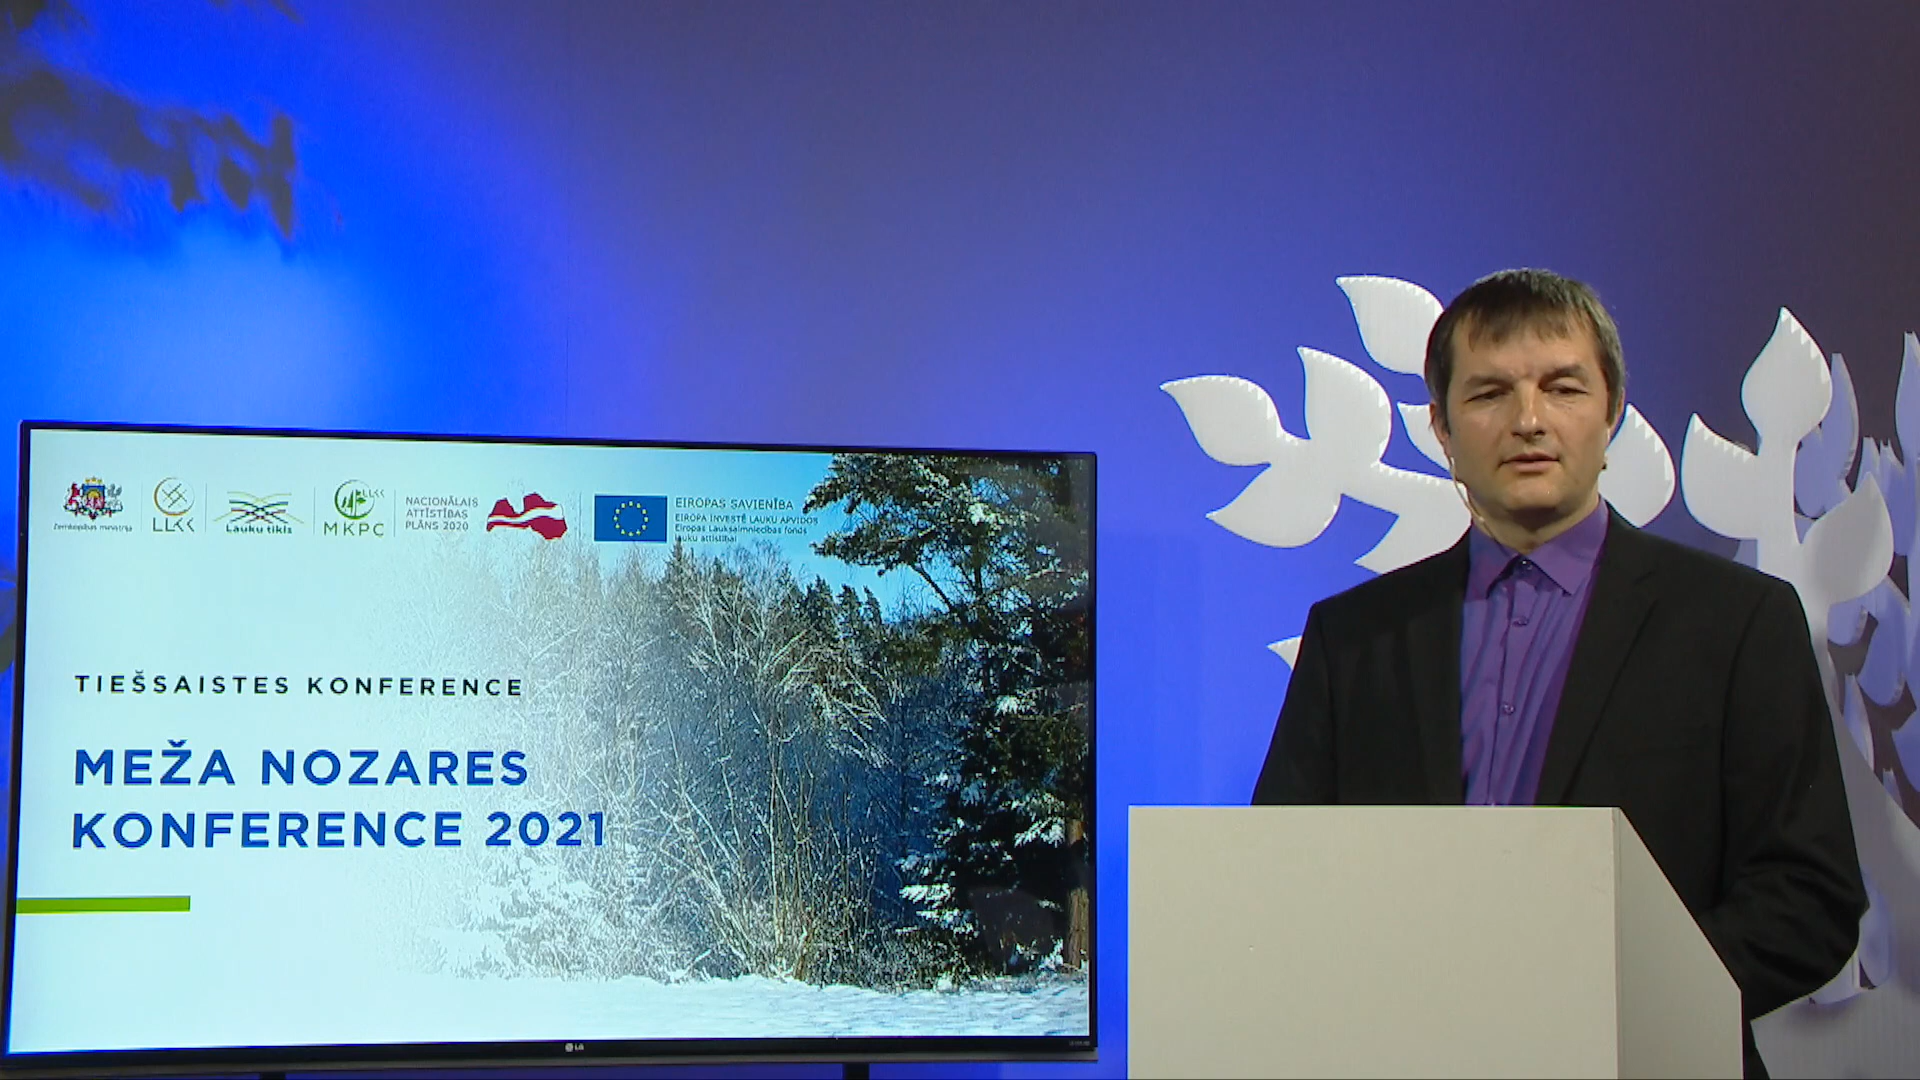 Zemkopības ministrija
LLKC
Lauku tīkls
LLKC
MKPC
NACIONĀLAIS
ATTĪSTĪBAS
PLĀNS 2020
EIROPAS SAVIENĪBA
EIROPA INVESTĒ LAUKU APVIDOS
Eiropas Lauksaimniecības fonds
lauku attīstībai
TIEŠSAISTES KONFERENCE
MEŽA NOZARES
KONFERENCE 2021
LG